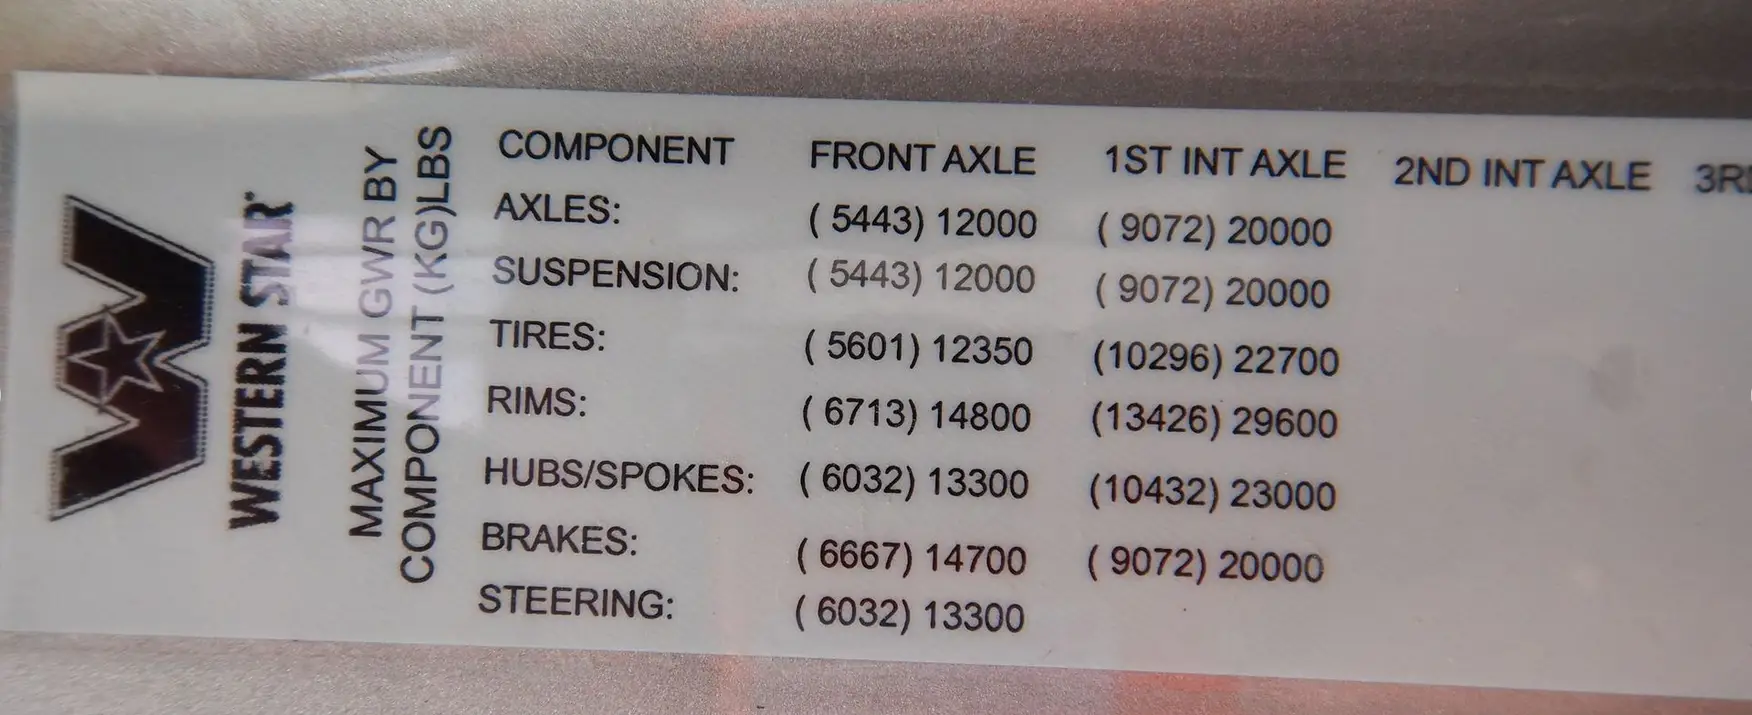 WESTERN STAR
MAXIMUM GWR BY
COMPONENT (KG)LBS
COMPONENT FRONT AXLE 1ST INT AXLE 2ND INT AXLE
AXLES: ( 5443) 12000 ( 9072) 20000
SUSPENSION: ( 5443) 12000 ( 9072) 20000
TIRES: ( 5601) 12350 (10296) 22700
RIMS: ( 6713) 14800 (13426) 29600
HUBS/SPOKES: ( 6032) 13300 (10432) 23000
BRAKES: ( 6667) 14700 ( 9072) 20000
STEERING: ( 6032) 13300